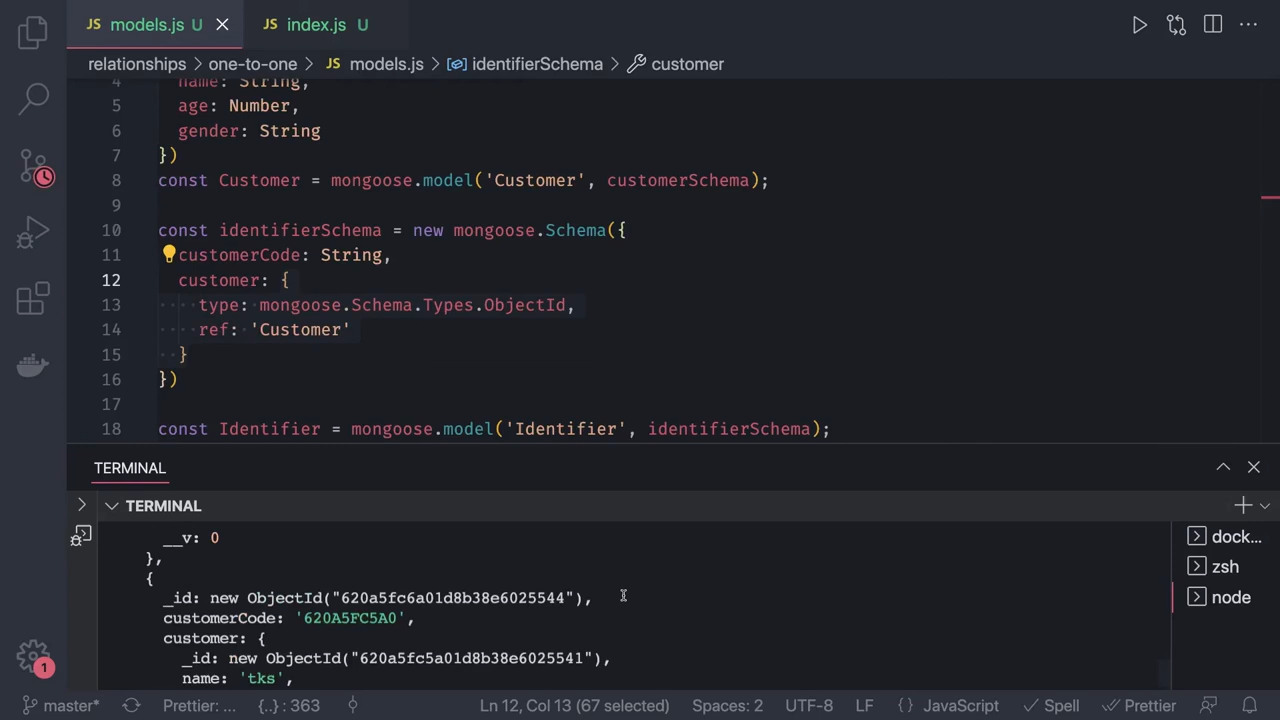 JS models.js U
JS index.js U
relationships > one-to-one > JS models.js > identifierSchema > customer
4 name: String,
5 age: Number,
6 gender: String
7 })
8 const Customer = mongoose.model('Customer', customerSchema);
9
10 const identifierSchema = new mongoose.Schema({
11 customerCode: String,
12 customer: {
13 type: mongoose.Schema.Types.ObjectId,
14 ref: 'Customer'
15 }
16 })
17
18 const Identifier = mongoose.model('Identifier', identifierSchema);
TERMINAL
TERMINAL
__v: 0
},
{
_id: new ObjectId("620a5fc6a01d8b38e6025544"),
customerCode: '620A5FC5A0',
customer: {
_id: new ObjectId("620a5fc5a01d8b38e6025541"),
name: 'tks',
dock...
zsh
node
1
master* Prettier: ... {..} : 363 Ln 12, Col 13 (67 selected) Spaces: 2 UTF-8 LF {} JavaScript Spell Prettier